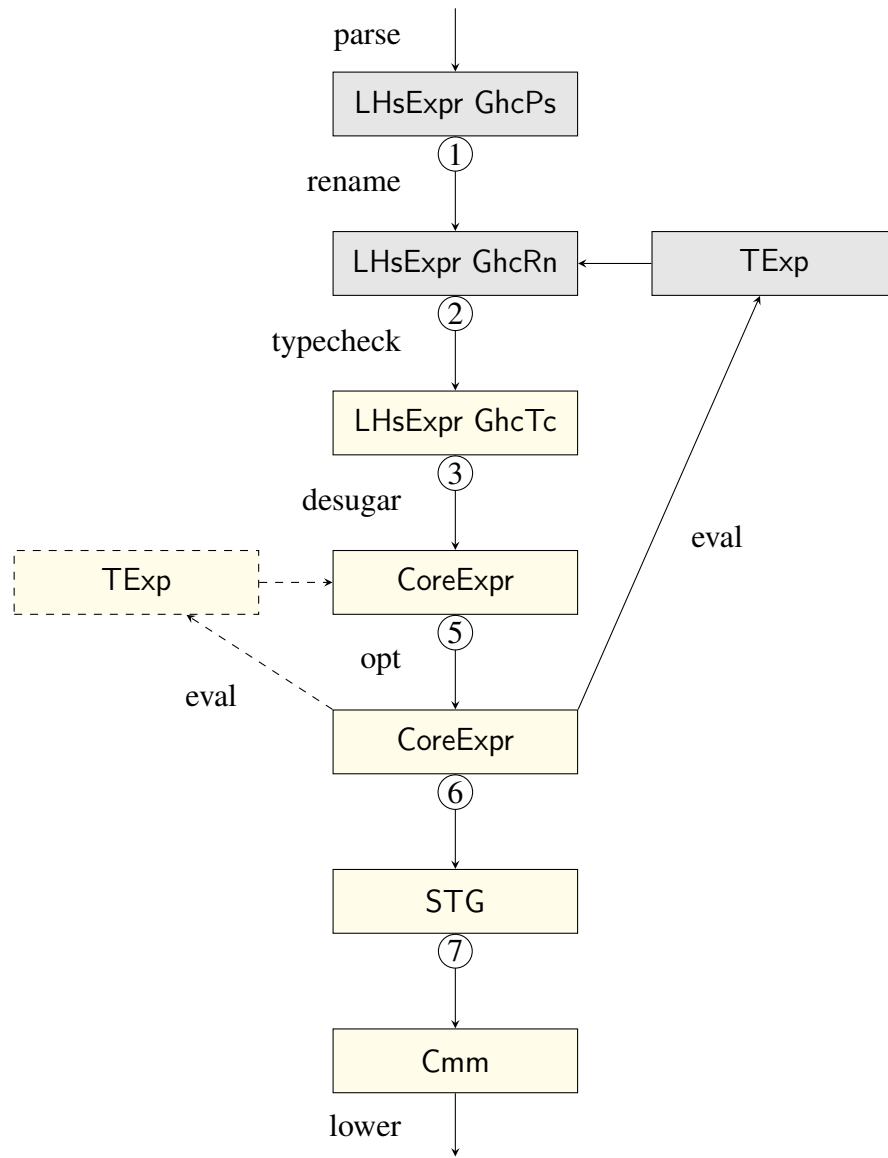 parse
LHsExpr GhcPs
1
rename
LHsExpr GhcRn
TExp
2
typecheck
LHsExpr GhcTc
3
desugar
eval
TExp
CoreExpr
5
opt
eval
CoreExpr
6
STG
7
Cmm
lower